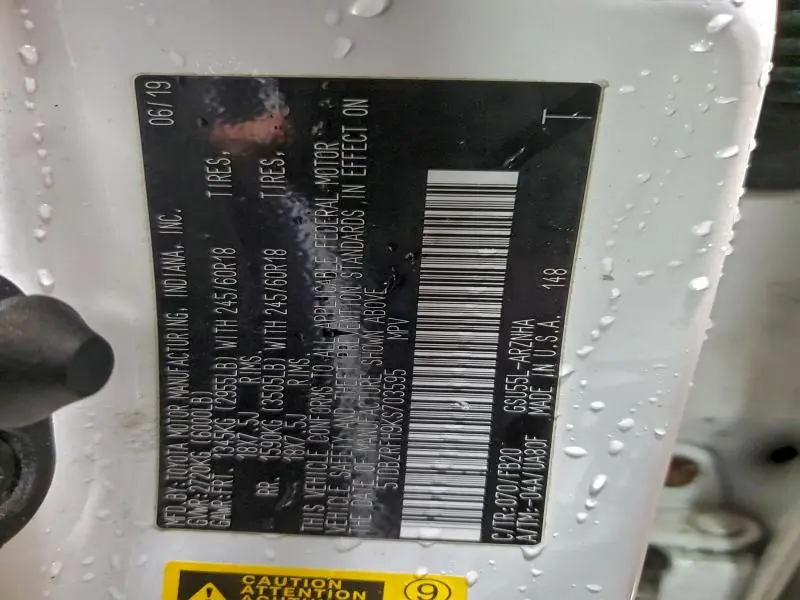 MFD.BY: TOYOTA MOTOR MANUFACTURING, INDIANA, INC. 06/19
GVWR: 2720KG (6000LB)
GAWR: FRT. 1345KG (2955LB) WITH 245/60R18 TIRES,
18X7.5J RIMS.
RR. 1590KG (3505LB) WITH 245/60R18 TIRES,
18X7.5J RIMS.
THIS VEHICLE CONFORMS TO ALL APPLICABLE FEDERAL MOTOR
VEHICLE SAFETY AND THEFT PREVENTION STANDARDS IN EFFECT ON
THE DATE OF MANUFACTURE SHOWN ABOVE.
5TDBZRFH8KS703595 MPV
C/TR: 070/FB20 GSU55L-ARZNHA T
A/TM: -04A/UA80F MADE IN U.S.A. 148
CAUTION 9
ATTENTION